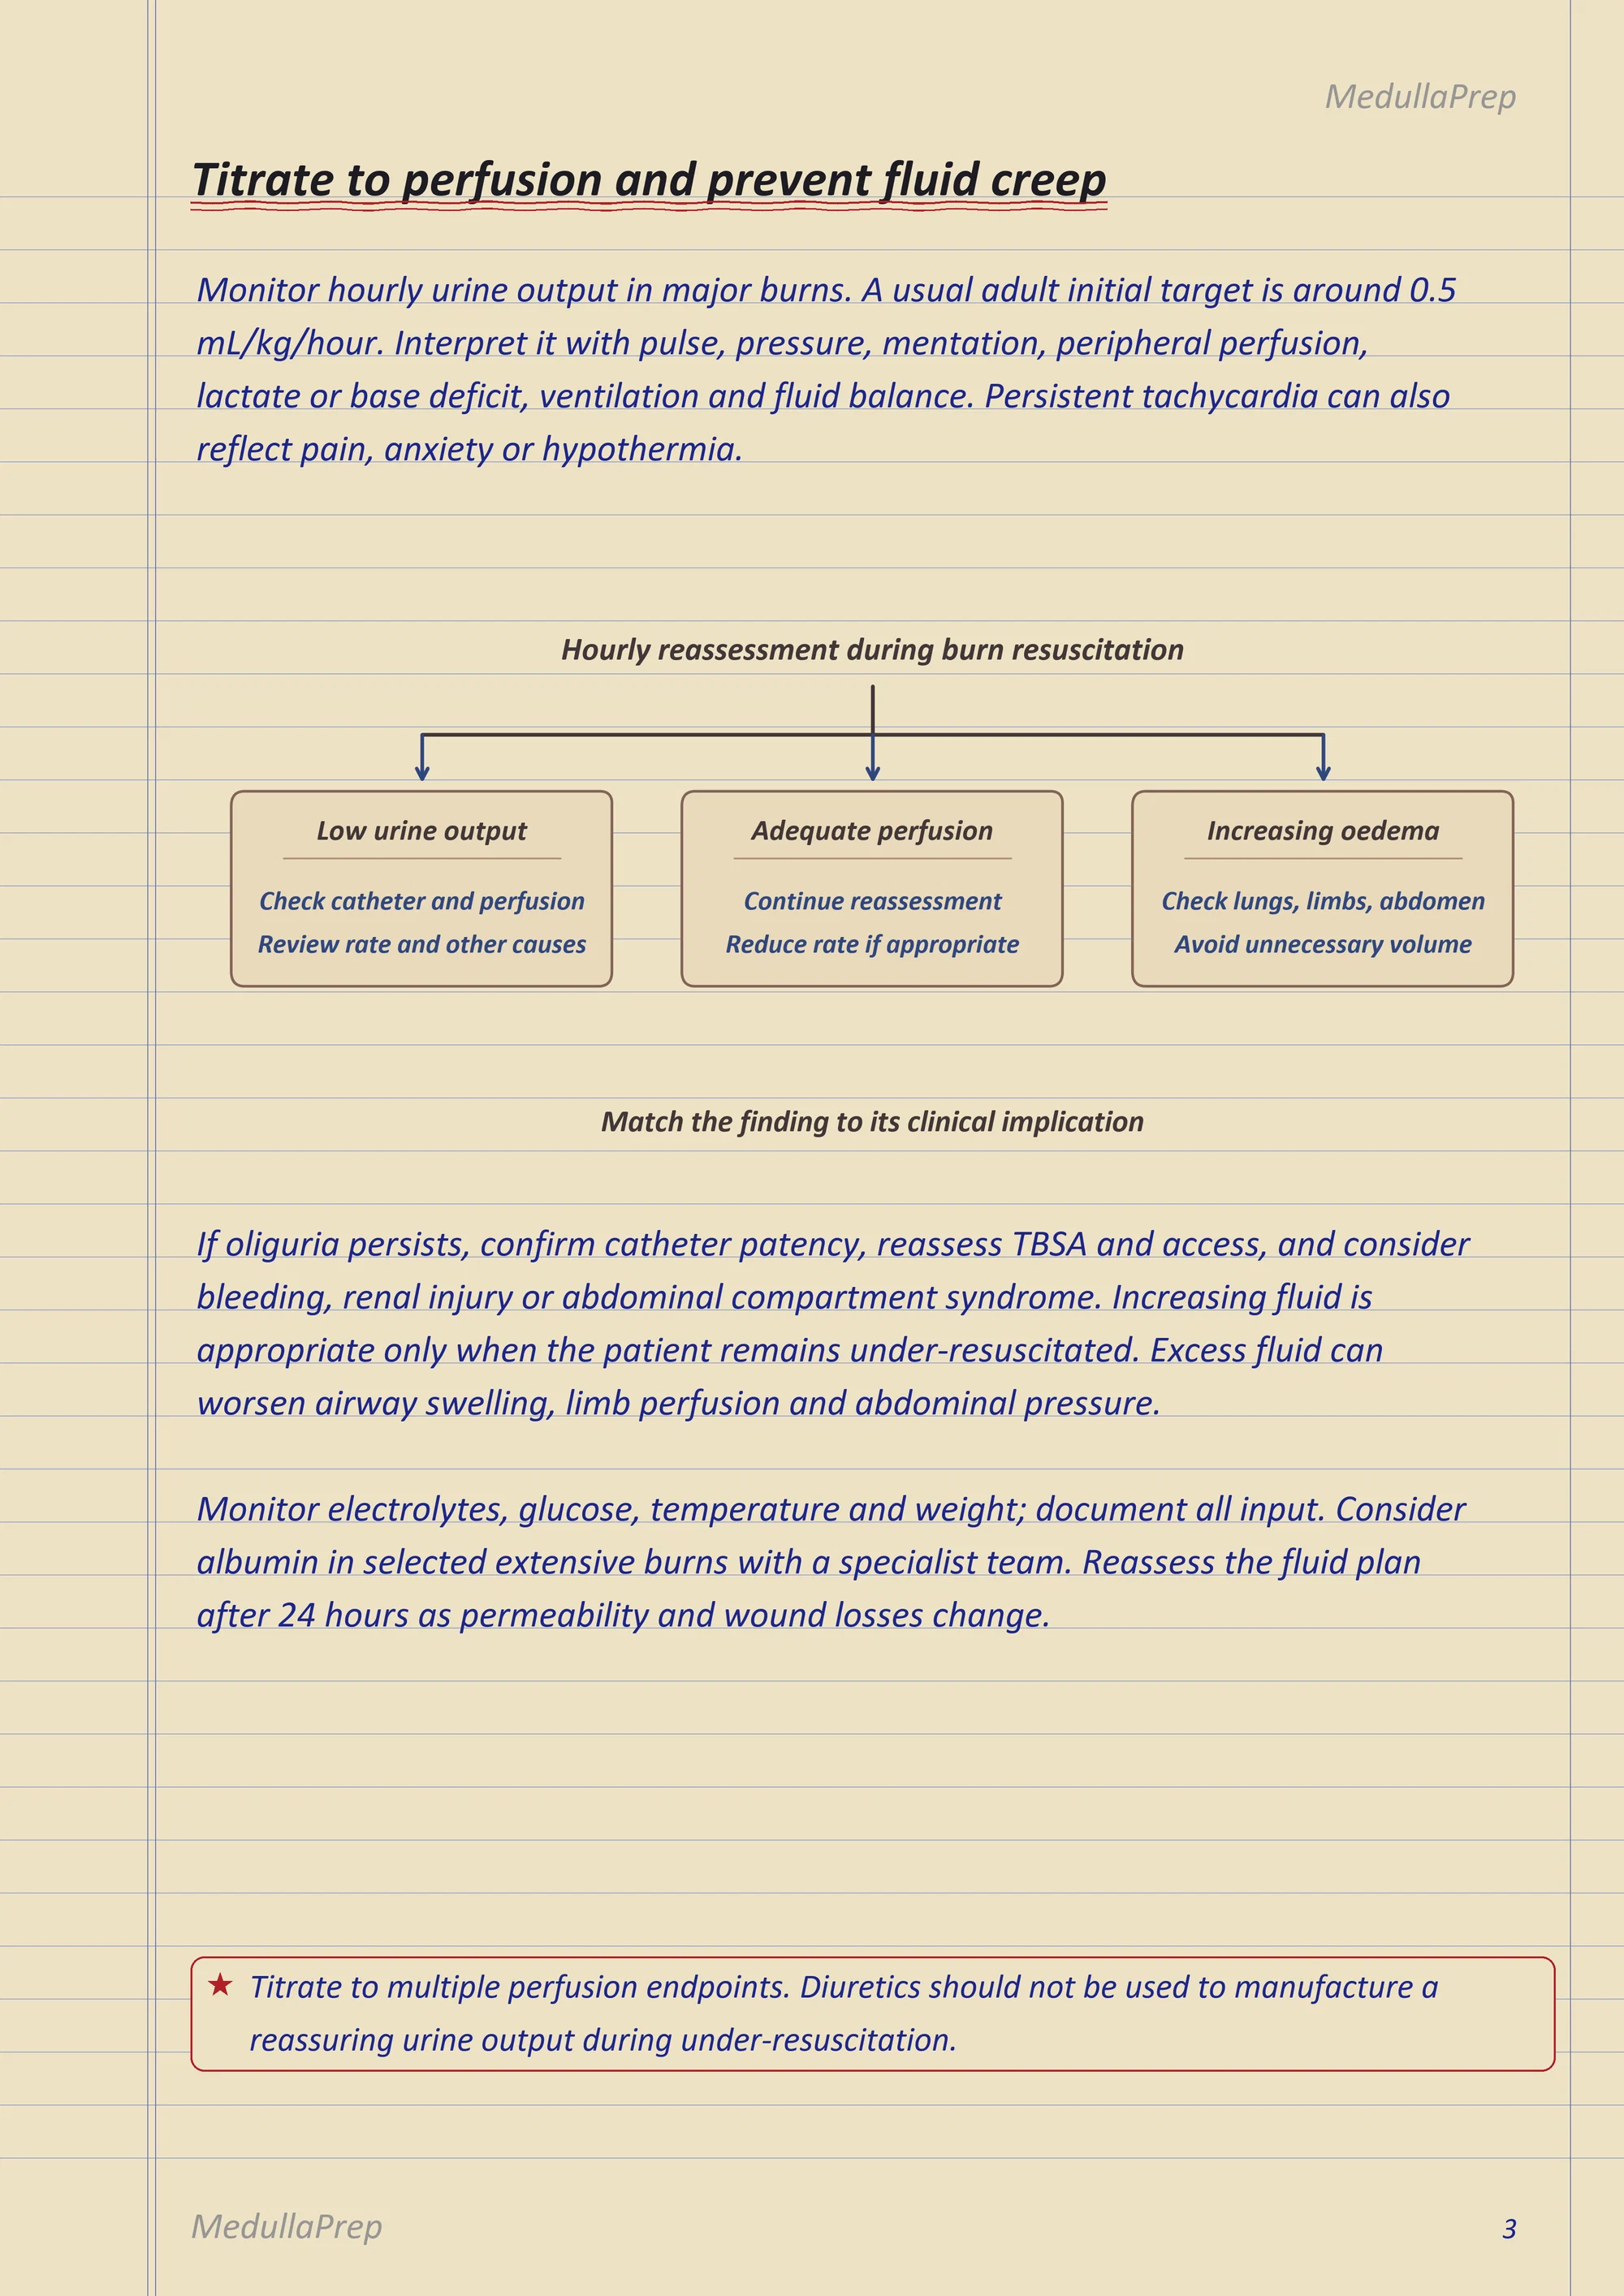 MedullaPrep
Titrate to perfusion and prevent fluid creep
Monitor hourly urine output in major burns. A usual adult initial target is around 0.5
mL/kg/hour. Interpret it with pulse, pressure, mentation, peripheral perfusion,
lactate or base deficit, ventilation and fluid balance. Persistent tachycardia can also
reflect pain, anxiety or hypothermia.
Hourly reassessment during burn resuscitation
Low urine output
Check catheter and perfusion
Review rate and other causes
Adequate perfusion
Continue reassessment
Reduce rate if appropriate
Increasing oedema
Check lungs, limbs, abdomen
Avoid unnecessary volume
Match the finding to its clinical implication
If oliguria persists, confirm catheter patency, reassess TBSA and access, and consider
bleeding, renal injury or abdominal compartment syndrome. Increasing fluid is
appropriate only when the patient remains under-resuscitated. Excess fluid can
worsen airway swelling, limb perfusion and abdominal pressure.
Monitor electrolytes, glucose, temperature and weight; document all input. Consider
albumin in selected extensive burns with a specialist team. Reassess the fluid plan
after 24 hours as permeability and wound losses change.
★ Titrate to multiple perfusion endpoints. Diuretics should not be used to manufacture a
reassuring urine output during under-resuscitation.
MedullaPrep
3